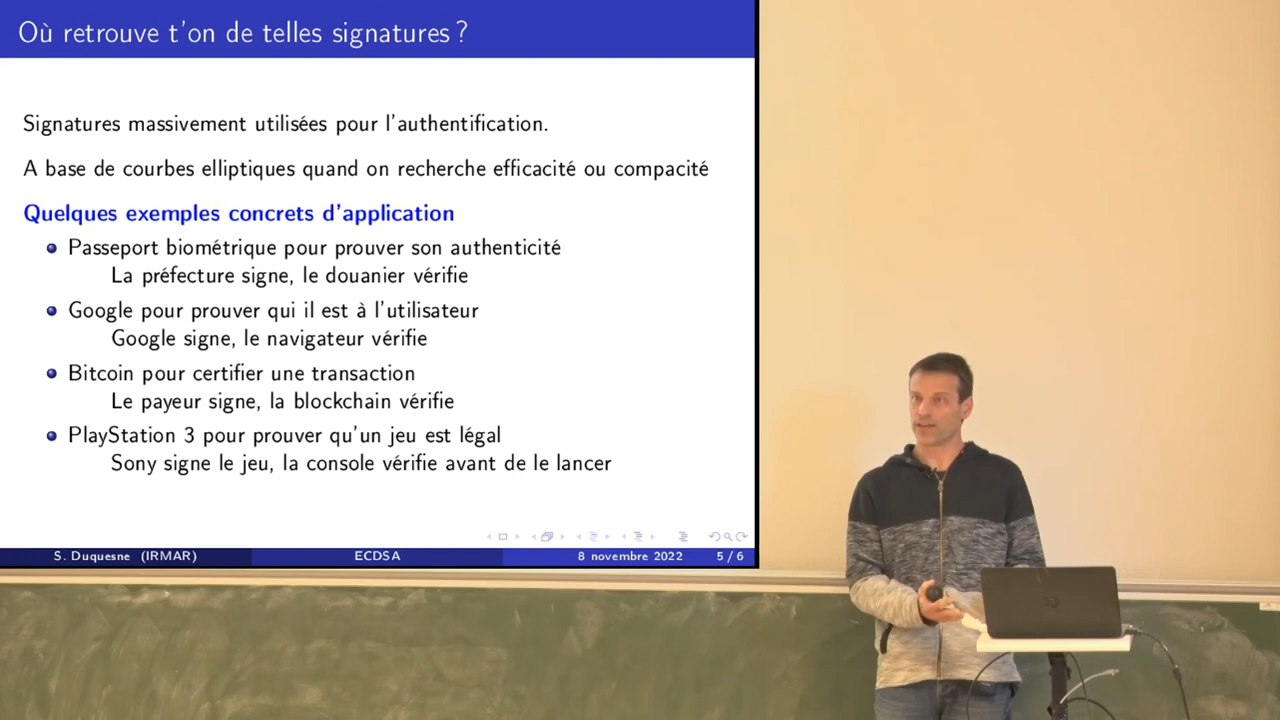 Où retrouve t'on de telles signatures ?
Signatures massivement utilisées pour l'authentification.
A base de courbes elliptiques quand on recherche efficacité ou compacité
Quelques exemples concrets d'application
Passeport biométrique pour prouver son authenticité
La préfecture signe, le douanier vérifie
Google pour prouver qui il est à l'utilisateur
Google signe, le navigateur vérifie
Bitcoin pour certifier une transaction
Le payeur signe, la blockchain vérifie
PlayStation 3 pour prouver qu'un jeu est légal
Sony signe le jeu, la console vérifie avant de le lancer
S. Duquesne (IRMAR) ECDSA 8 novembre 2022 5 / 6